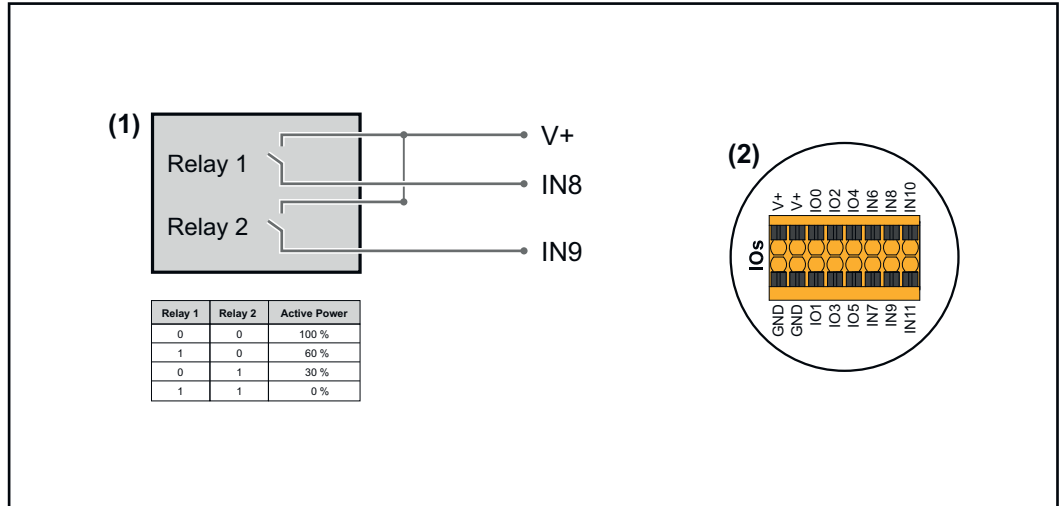 (1)
Relay 1
Relay 2
V+
IN8
IN9
Relay 1 Relay 2 Active Power
0 0 100 %
1 0 60 %
0 1 30 %
1 1 0 %
(2)
IOs
V+ V+ IO0 IO2 IO4 IN6 IN8 IN10
GND GND IO1 IO3 IO5 IN7 IN9 IN11